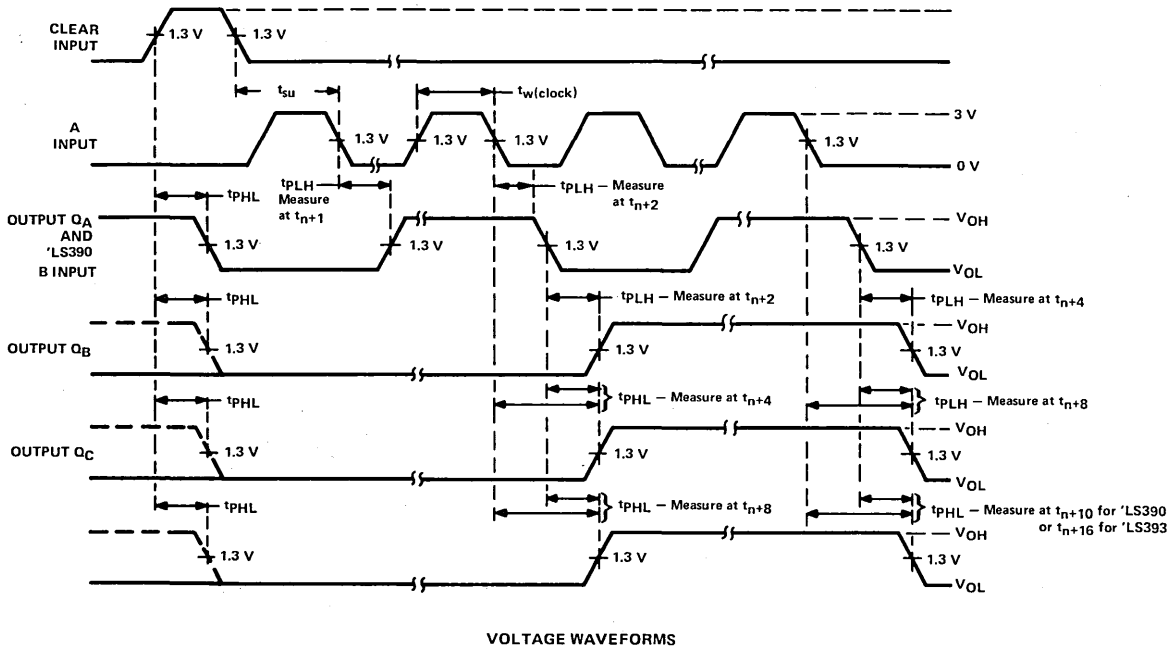 CLEAR
INPUT
1.3 V
1.3 V
tsu
tw(clock)
A
INPUT
1.3 V
1.3 V
1.3 V
1.3 V
3 V
0 V
tPHL
tPLH
Measure
at tn+1
tPLH – Measure
at tn+2
OUTPUT QA
AND
'LS390
B INPUT
1.3 V
1.3 V
1.3 V
1.3 V
VOH
VOL
tPHL
tPLH – Measure at tn+2
tPLH – Measure at tn+4
OUTPUT QB
1.3 V
1.3 V
1.3 V
VOH
VOL
tPHL
tPHL – Measure at tn+4
tPLH – Measure at tn+8
OUTPUT QC
1.3 V
1.3 V
1.3 V
VOH
VOL
tPHL
tPHL – Measure at tn+8
tPHL – Measure at tn+10 for 'LS390
or tn+16 for 'LS393
1.3 V
1.3 V
1.3 V
VOH
VOL
VOLTAGE WAVEFORMS